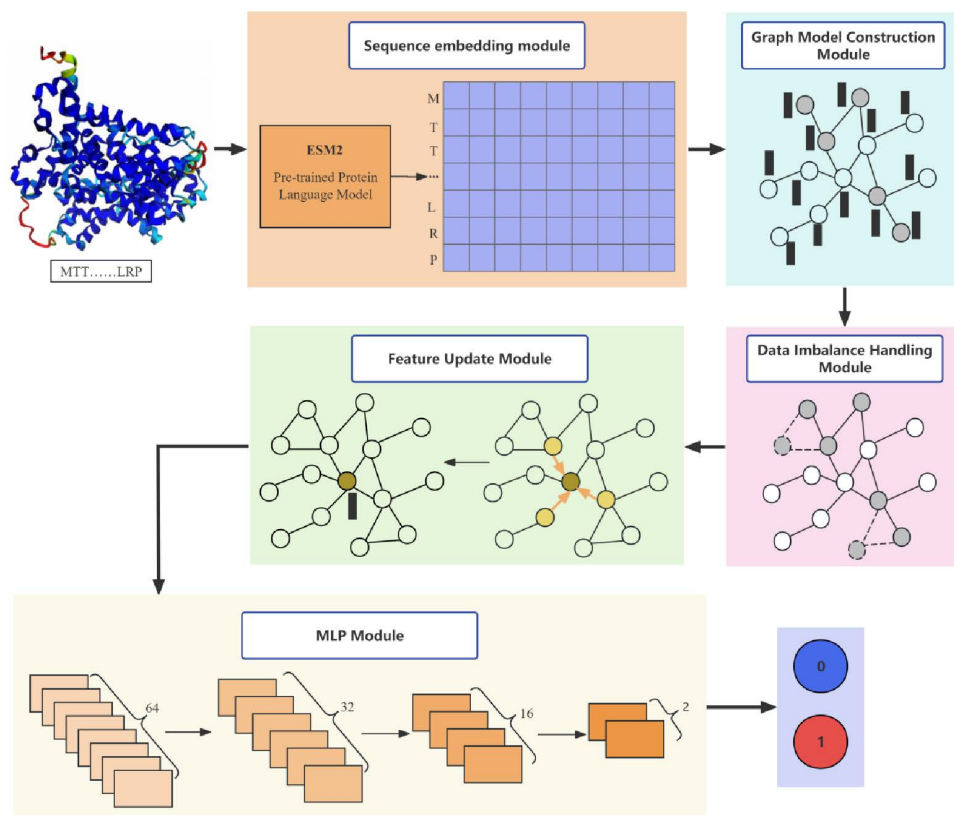 MTT……LRP
Sequence embedding module
ESM2
Pre-trained Protein
Language Model
M
T
T
...
L
R
P
Graph Model Construction
Module
Data Imbalance Handling
Module
Feature Update Module
MLP Module
64
32
16
2
0
1